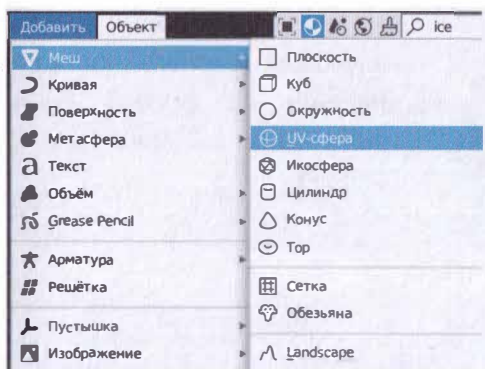 Добавить Объект
ice
Меш
Кривая
Поверхность
Метасфера
Текст
Объём
Grease Pencil
Арматура
Решётка
Пустышка
Изображение
Плоскость
Куб
Окружность
UV-сфера
Икосфера
Цилиндр
Конус
Тор
Сетка
Обезьяна
Landscape